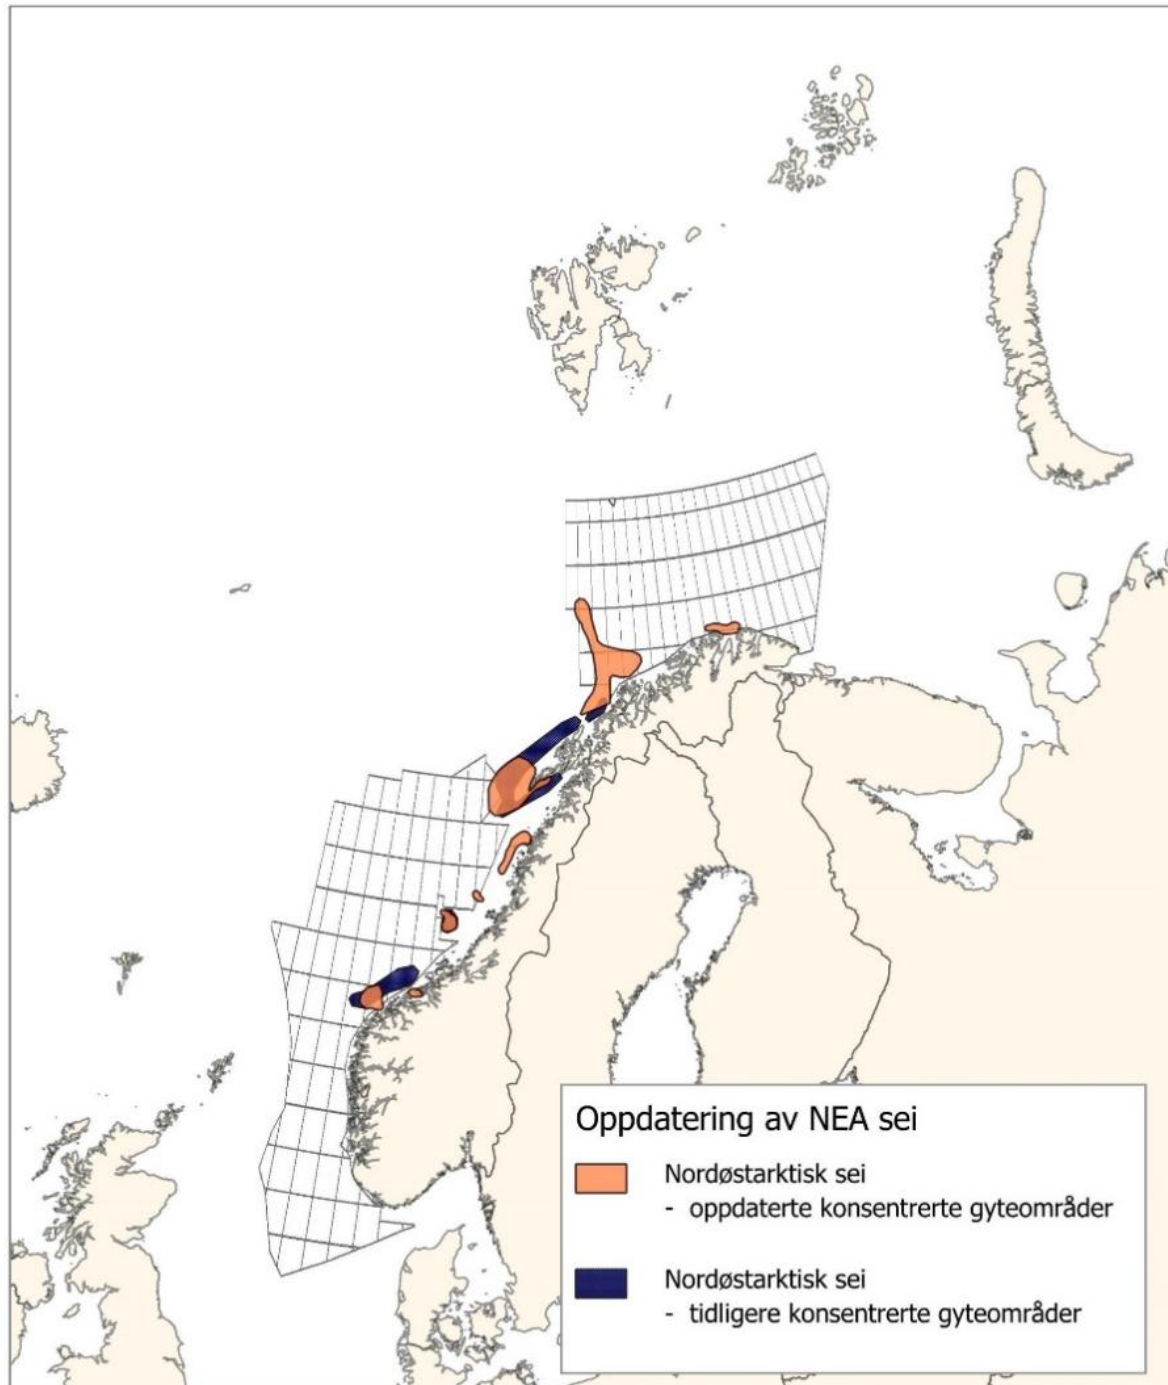 Oppdatering av NEA sei
Nordøstarktisk sei
- oppdaterte konsentrerte gyteområder
Nordøstarktisk sei
- tidligere konsentrerte gyteområder